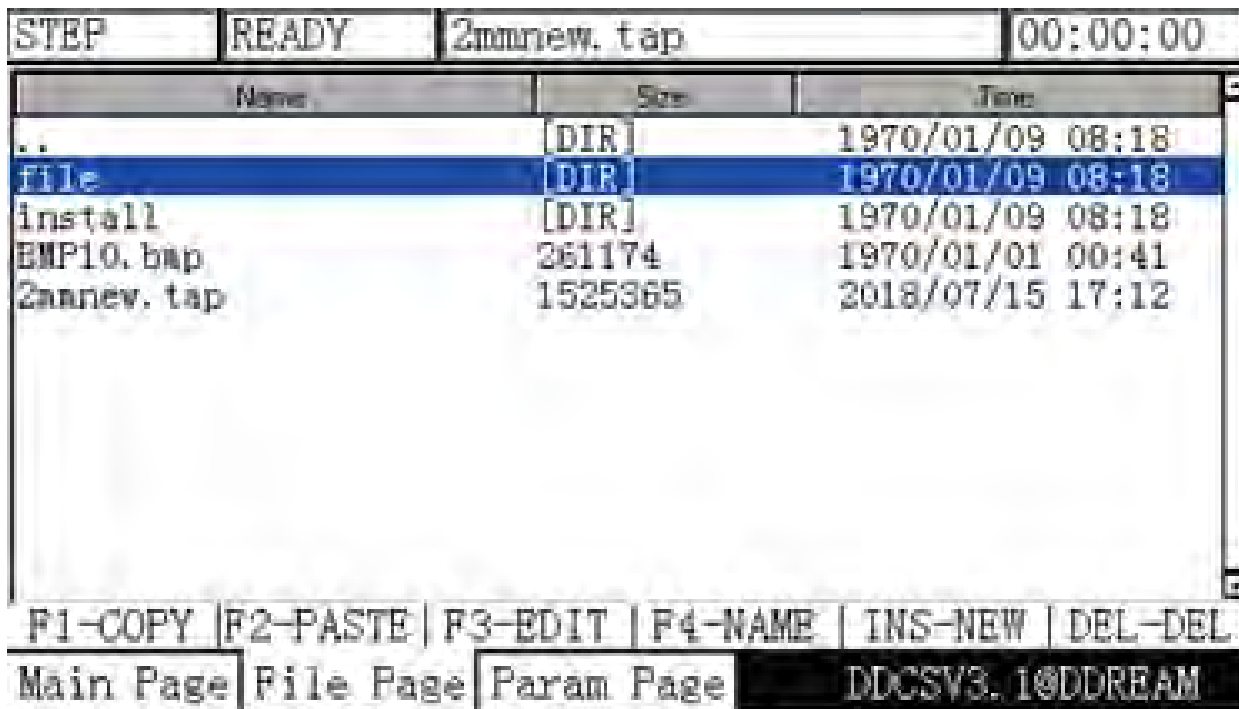 STEP READY 2mmnew.tap 00:00:00
Name Size Time
.. [DIR] 1970/01/09 08:18
file [DIR] 1970/01/09 08:18
install [DIR] 1970/01/09 08:18
BMP10.bmp 261174 1970/01/01 00:41
2mmnew.tap 1525365 2018/07/15 17:12
F1-COPY |F2-PASTE| F3-EDIT | F4-NAME | INS-NEW | DEL-DEL
Main Page File Page Param Page DDCSV3.1@DDREAM